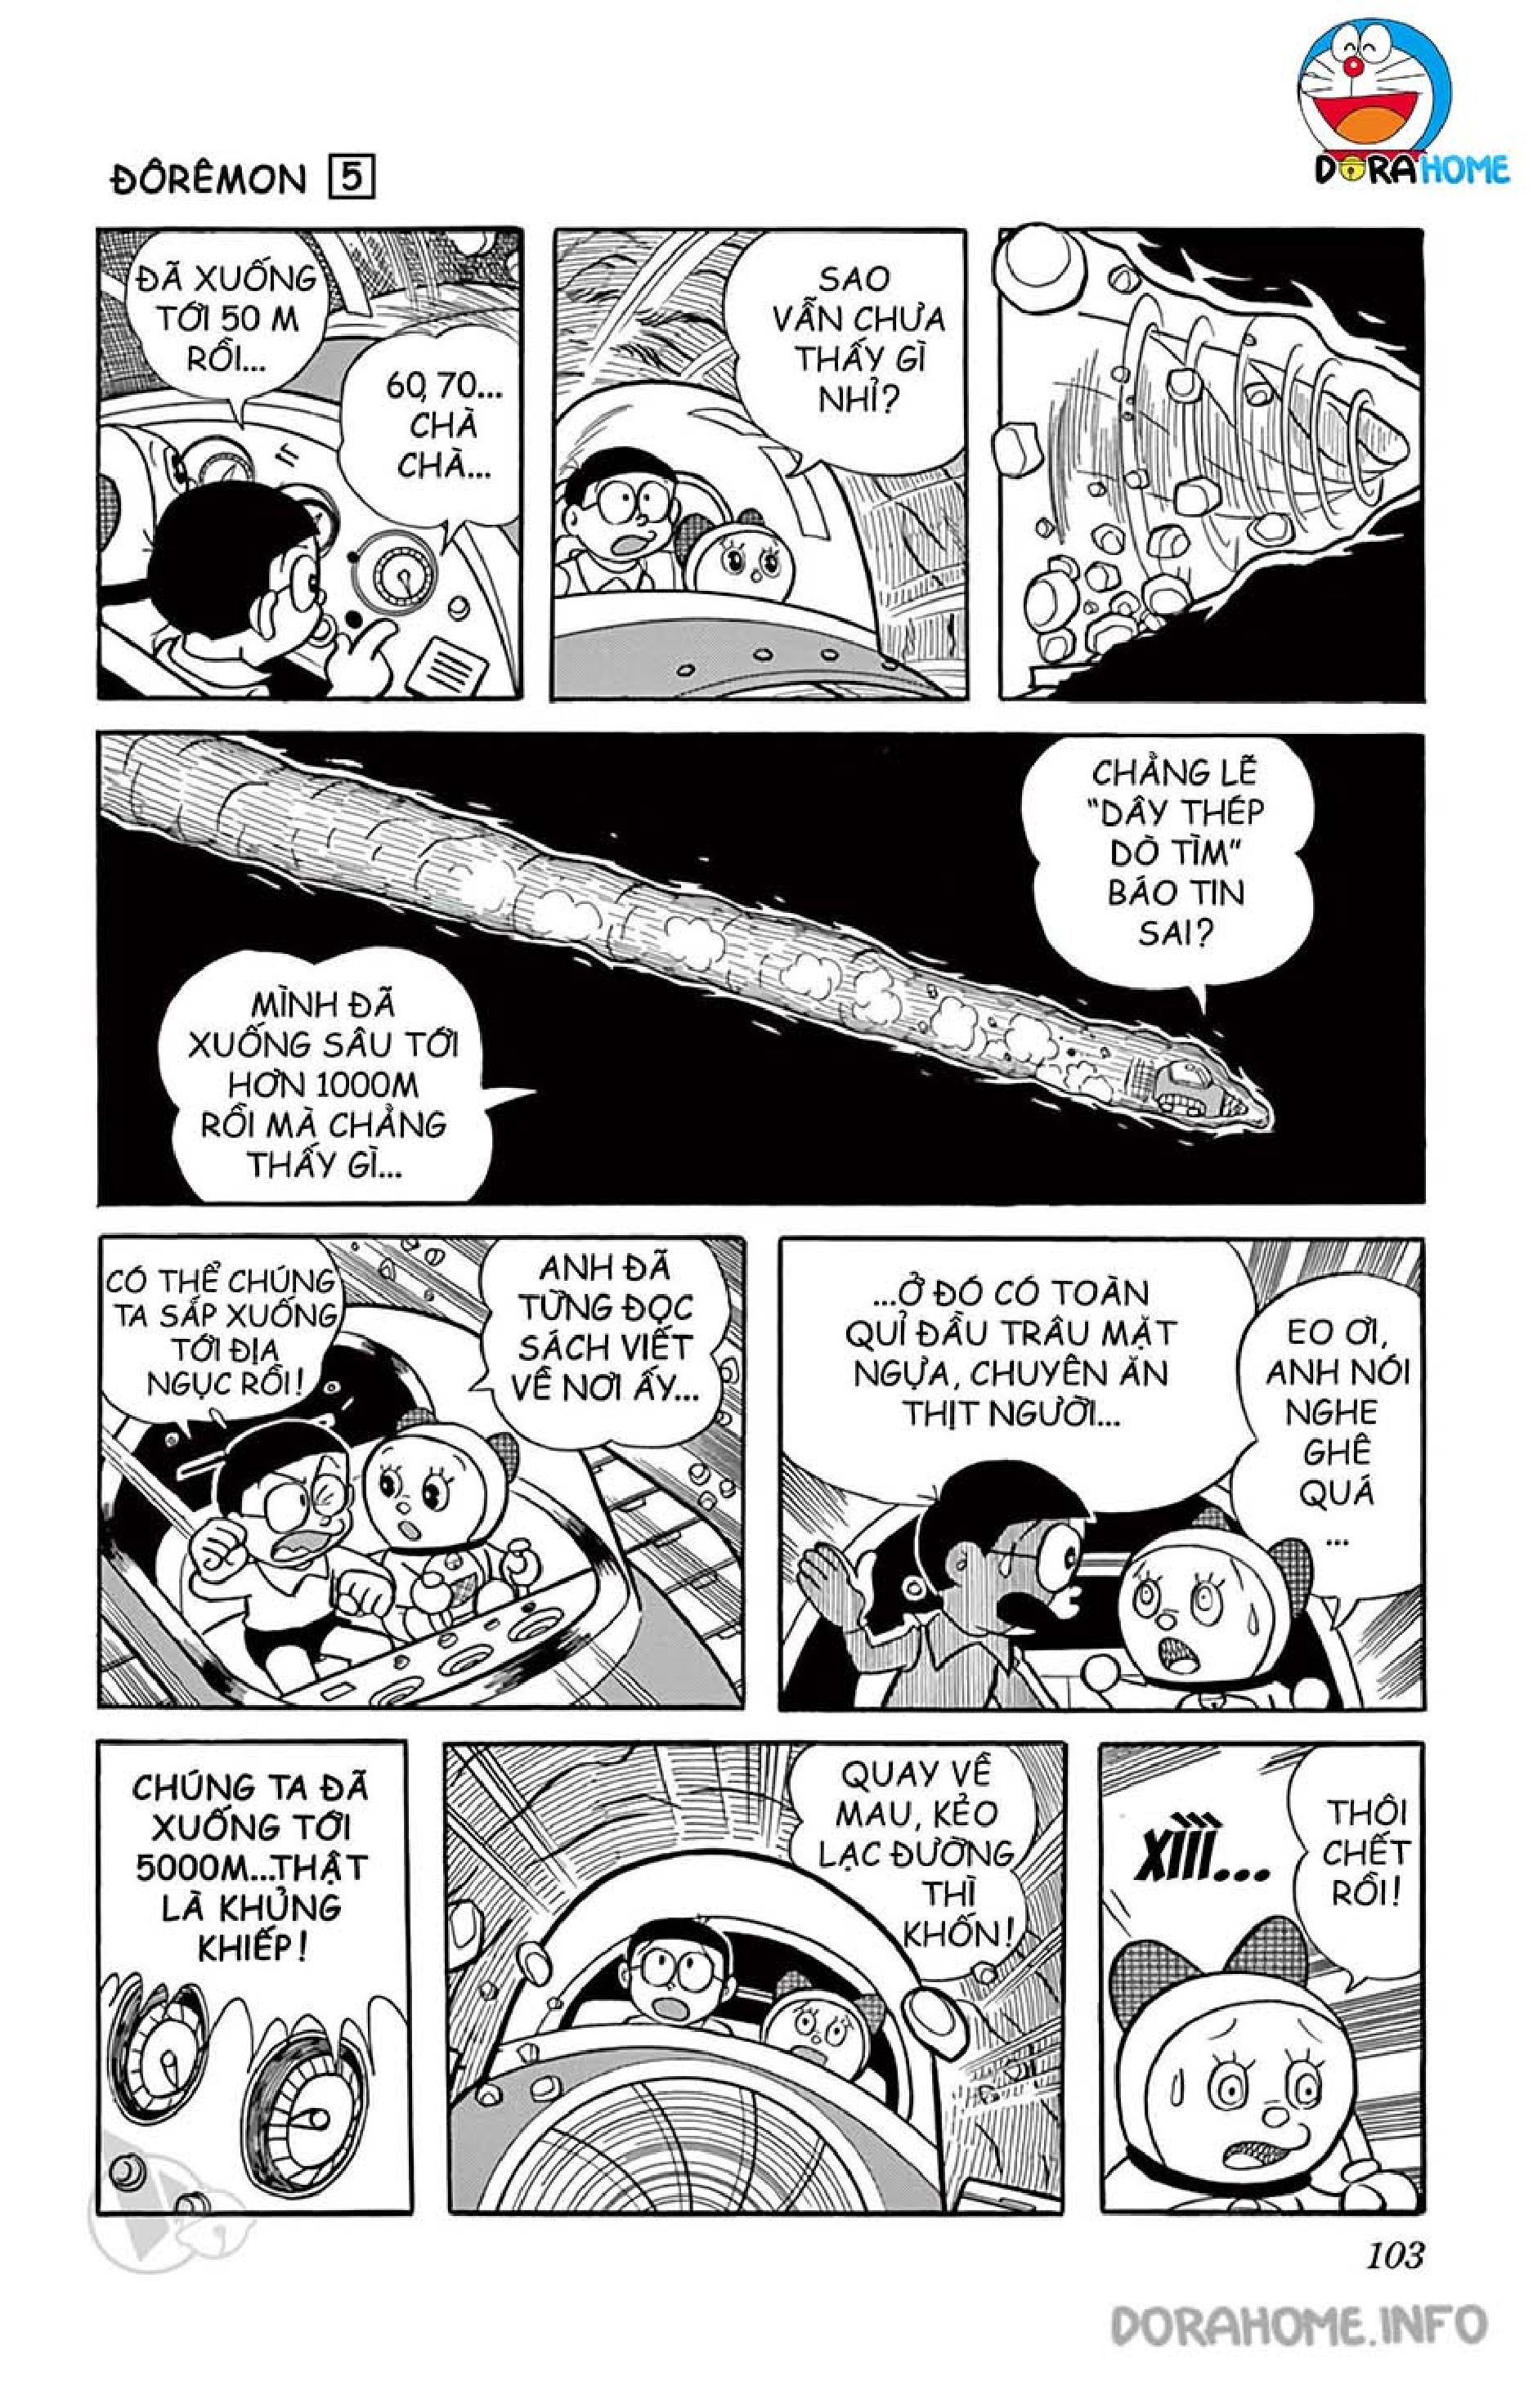 DORAHOME
ĐÔRÊMON 5
ĐÃ XUỐNG
TỚI 50 M
RỒI...
60, 70...
CHÀ
CHÀ...
SAO
VẪN CHƯA
THẤY GÌ
NHỈ?
CHẲNG LẼ
"DÂY THÉP
DÒ TÌM"
BÁO TIN
SAI?
MÌNH ĐÃ
XUỐNG SÂU TỚI
HƠN 1000M
RỒI MÀ CHẲNG
THẤY GÌ...
CÓ THỂ CHÚNG
TA SẮP XUỐNG
TỚI ĐỊA
NGỤC RỒI!
ANH ĐÃ
TỪNG ĐỌC
SÁCH VIẾT
VỀ NƠI ẤY...
...Ở ĐÓ CÓ TOÀN
QUỈ ĐẦU TRÂU MẶT
NGỰA, CHUYÊN ĂN
THỊT NGƯỜI...
EO ƠI,
ANH NÓI
NGHE
GHÊ
QUÁ
...
CHÚNG TA ĐÃ
XUỐNG TỚI
5000M...THẬT
LÀ KHỦNG
KHIẾP!
QUAY VỀ
MAU, KẺO
LẠC ĐƯỜNG
THÌ
KHỐN!
XÌÌÌ...
THÔI
CHẾT
RỒI!
103
DORAHOME.INFO